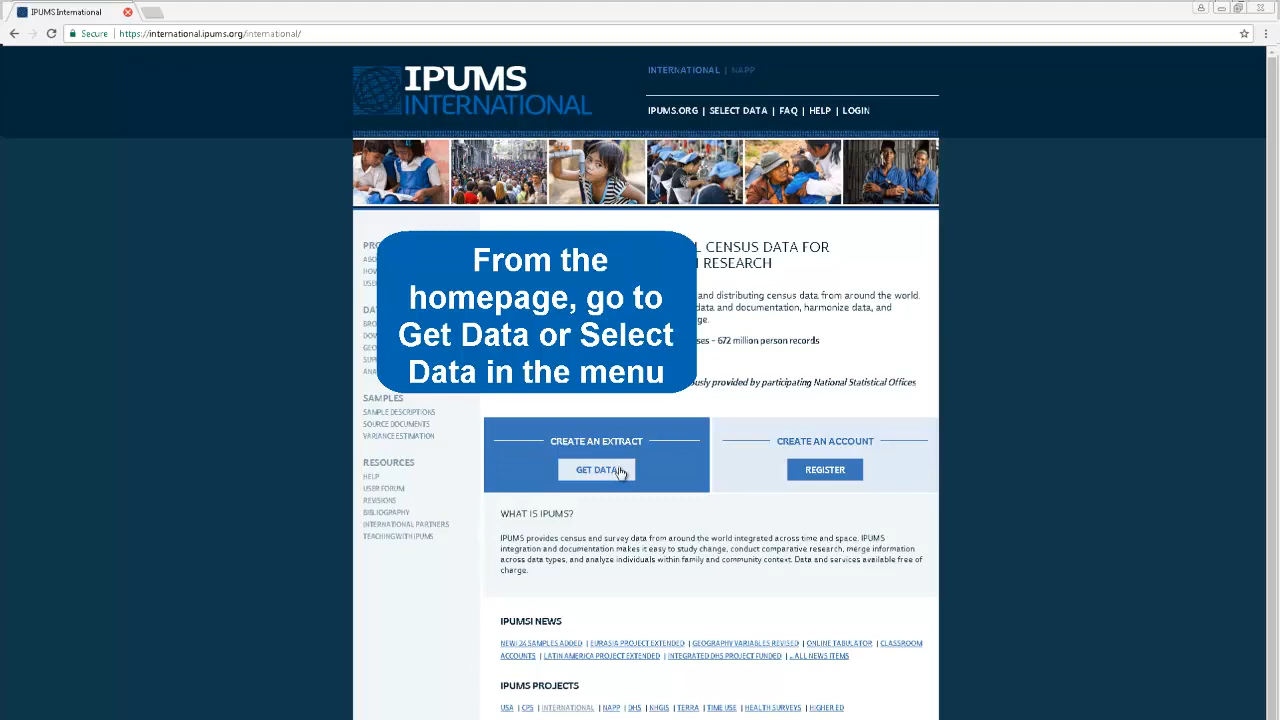 IPUMS International
Secure
https://international.ipums.org/international/
IPUMS
INTERNATIONAL
INTERNATIONAL | NAPP
IPUMS.ORG | SELECT DATA | FAQ | HELP | LOGIN
From the
homepage, go to
Get Data or Select
Data in the menu
L CENSUS DATA FOR
RESEARCH
and distributing census data from around the world.
data and documentation, harmonize data, and
ge.
ses – 672 million person records
ously provided by participating National Statistical Offices
SAMPLES
SAMPLE DESCRIPTIONS
SOURCE DOCUMENTS
VARIANCE ESTIMATION
RESOURCES
HELP
USER FORUM
REVISIONS
BIBLIOGRAPHY
INTERNATIONAL PARTNERS
TEACHING WITH IPUMS
CREATE AN EXTRACT
GET DATA
CREATE AN ACCOUNT
REGISTER
WHAT IS IPUMS?
IPUMS provides census and survey data from around the world integrated across time and space. IPUMS
integration and documentation makes it easy to study change, conduct comparative research, merge information
across data types, and analyze individuals within family and community context. Data and services available free of
charge.
IPUMSI NEWS
NEW! 24 SAMPLES ADDED | EURASIA PROJECT EXTENDED | GEOGRAPHY VARIABLES REVISED | ONLINE TABULATOR | CLASSROOM
ACCOUNTS | LATIN AMERICA PROJECT EXTENDED | INTEGRATED DHS PROJECT FUNDED | ...ALL NEWS ITEMS
IPUMS PROJECTS
USA | CPS | INTERNATIONAL | NAPP | DHS | NHGIS | TERRA | TIME USE | HEALTH SURVEYS | HIGHER ED